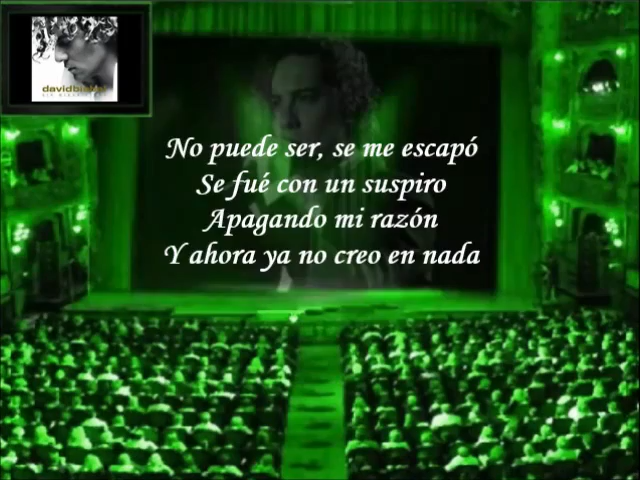 davidbisbal
No puede ser, se me escapó
Se fué con un suspiro
Apagando mi razón
Y ahora ya no creo en nada